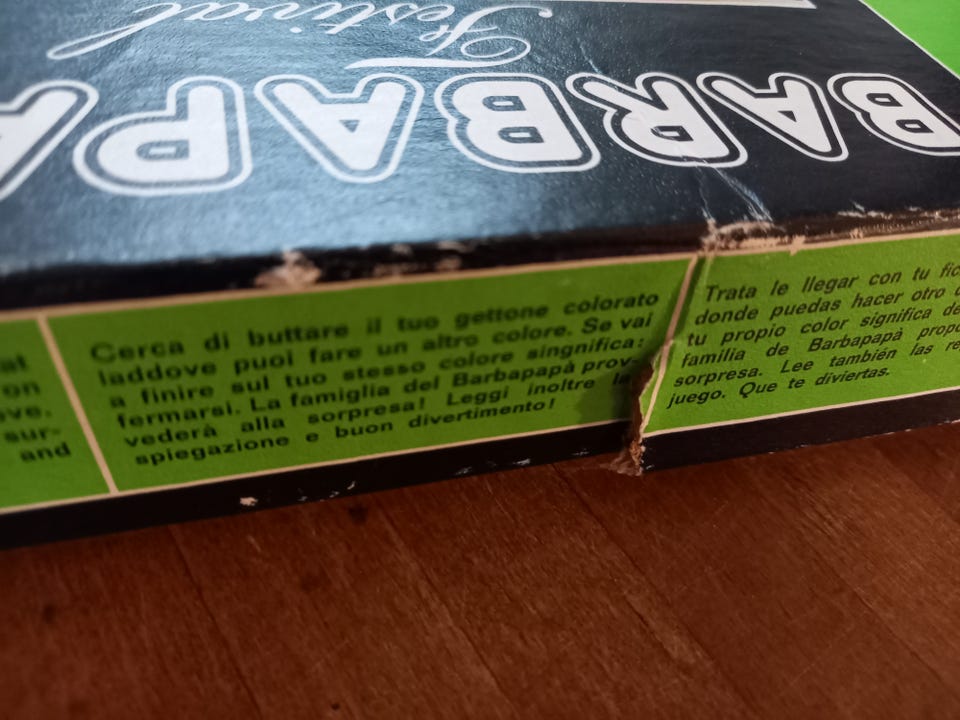 BARBAPA
Festival
at
on
ove.
sur-
and
Cerca di buttare il tuo gettone colorato
laddove puoi fare un altro colore. Se vai
a finire sul tuo stesso colore singnifica:
fermarsi. La famiglia del Barbapapà prov-
vederà alla sorpresa! Leggi inoltre la
spiegazione e buon divertimento!
Trata le llegar con tu fic
donde puedas hacer otro
tu propio color significa de
familia de Barbapapà propo
sorpresa. Lee también las re
juego. Que te diviertas.